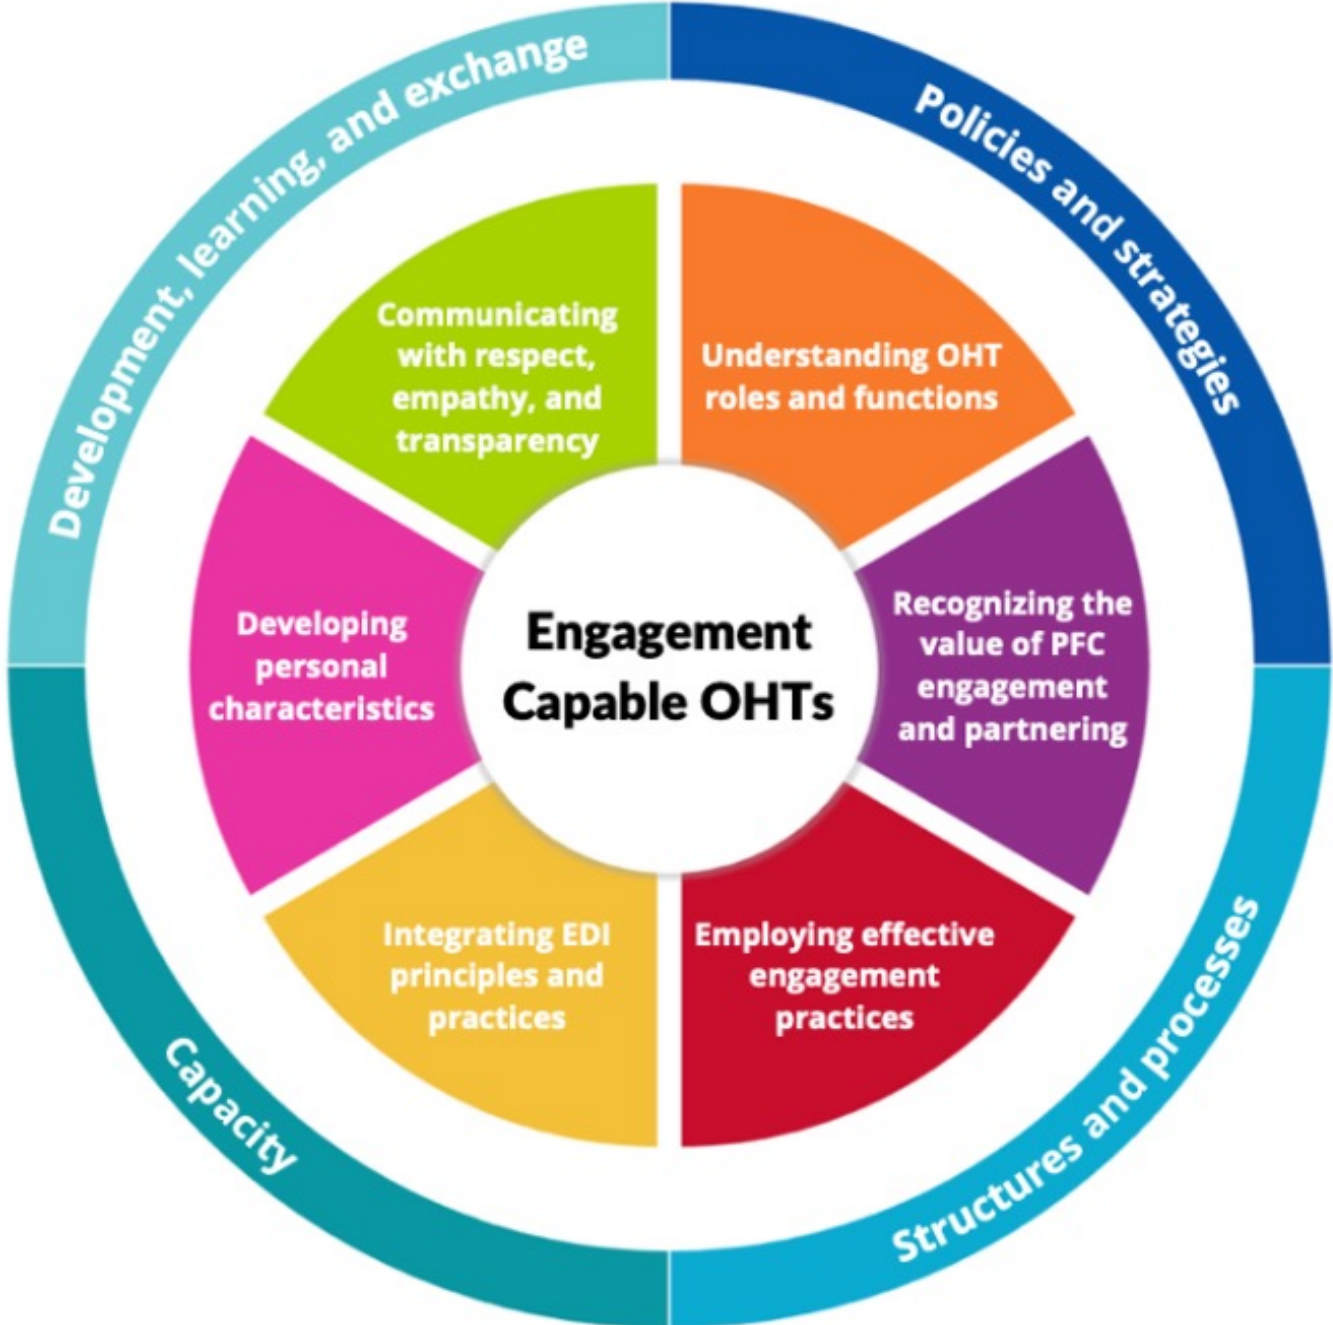 Development, learning, and exchange
Policies and strategies
Communicating
with respect,
empathy, and
transparency
Understanding OHT
roles and functions
Developing
personal
characteristics
Engagement
Capable OHTs
Recognizing the
value of PFC
engagement
and partnering
Integrating EDI
principles and
practices
Employing effective
engagement
practices
Capacity
Structures and processes